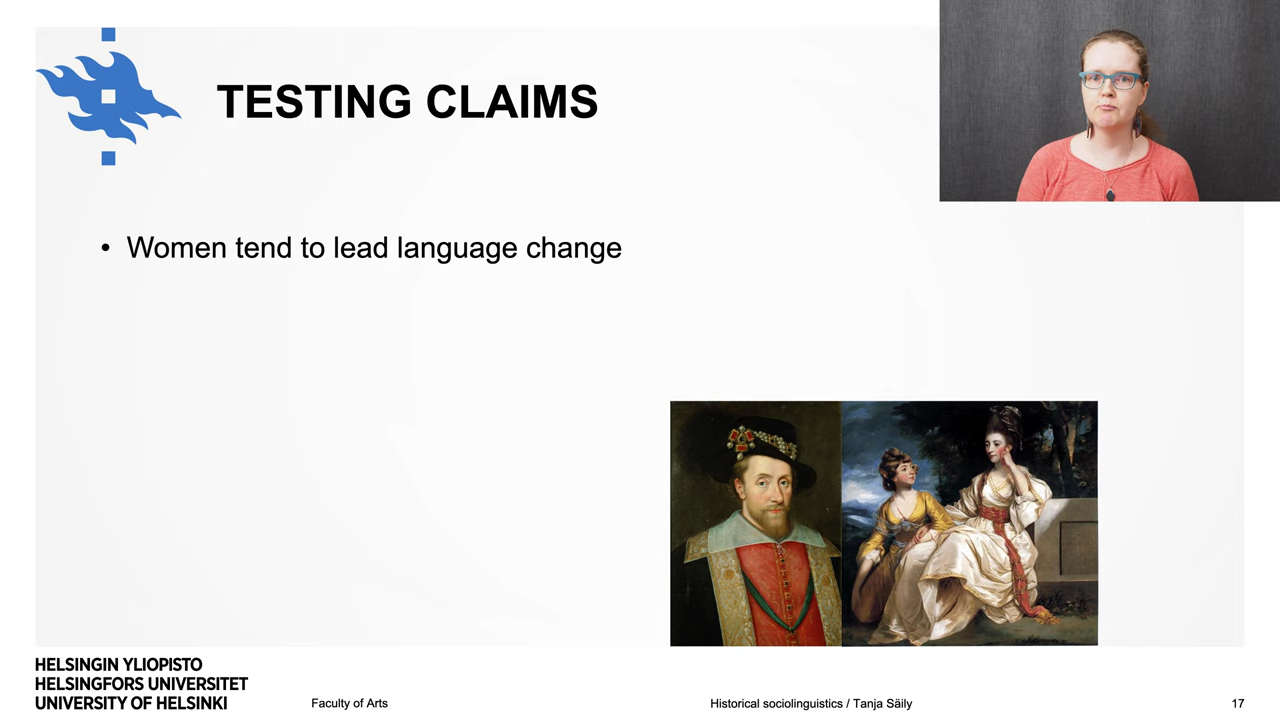 TESTING CLAIMS
• Women tend to lead language change
HELSINGIN YLIOPISTO
HELSINGFORS UNIVERSITET
UNIVERSITY OF HELSINKI
Faculty of Arts
Historical sociolinguistics / Tanja Säily
17